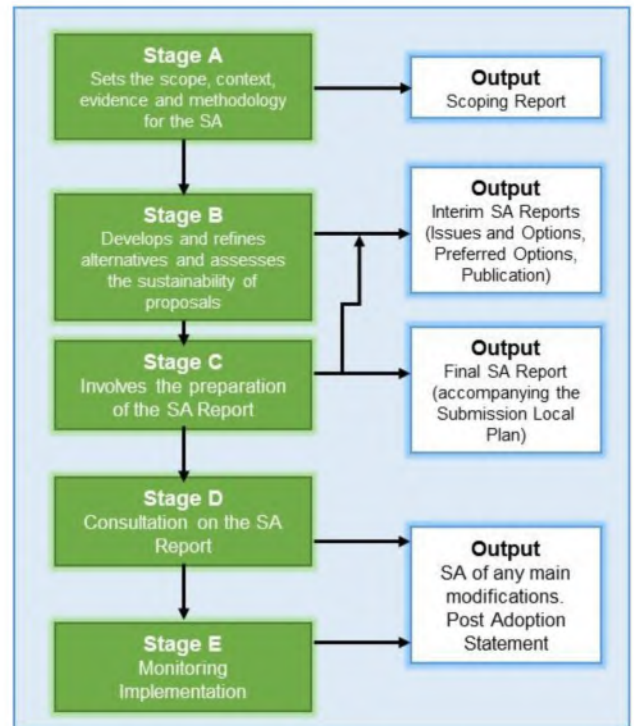 Stage A
Sets the scope, context,
evidence and methodology
for the SA
Output
Scoping Report
Stage B
Develops and refines
alternatives and assesses
the sustainability of
proposals
Output
Interim SA Reports
(Issues and Options,
Preferred Options,
Publication)
Stage C
Involves the preparation
of the SA Report
Output
Final SA Report
(accompanying the
Submission Local
Plan)
Stage D
Consultation on the SA
Report
Output
SA of any main
modifications.
Post Adoption
Statement
Stage E
Monitoring
Implementation